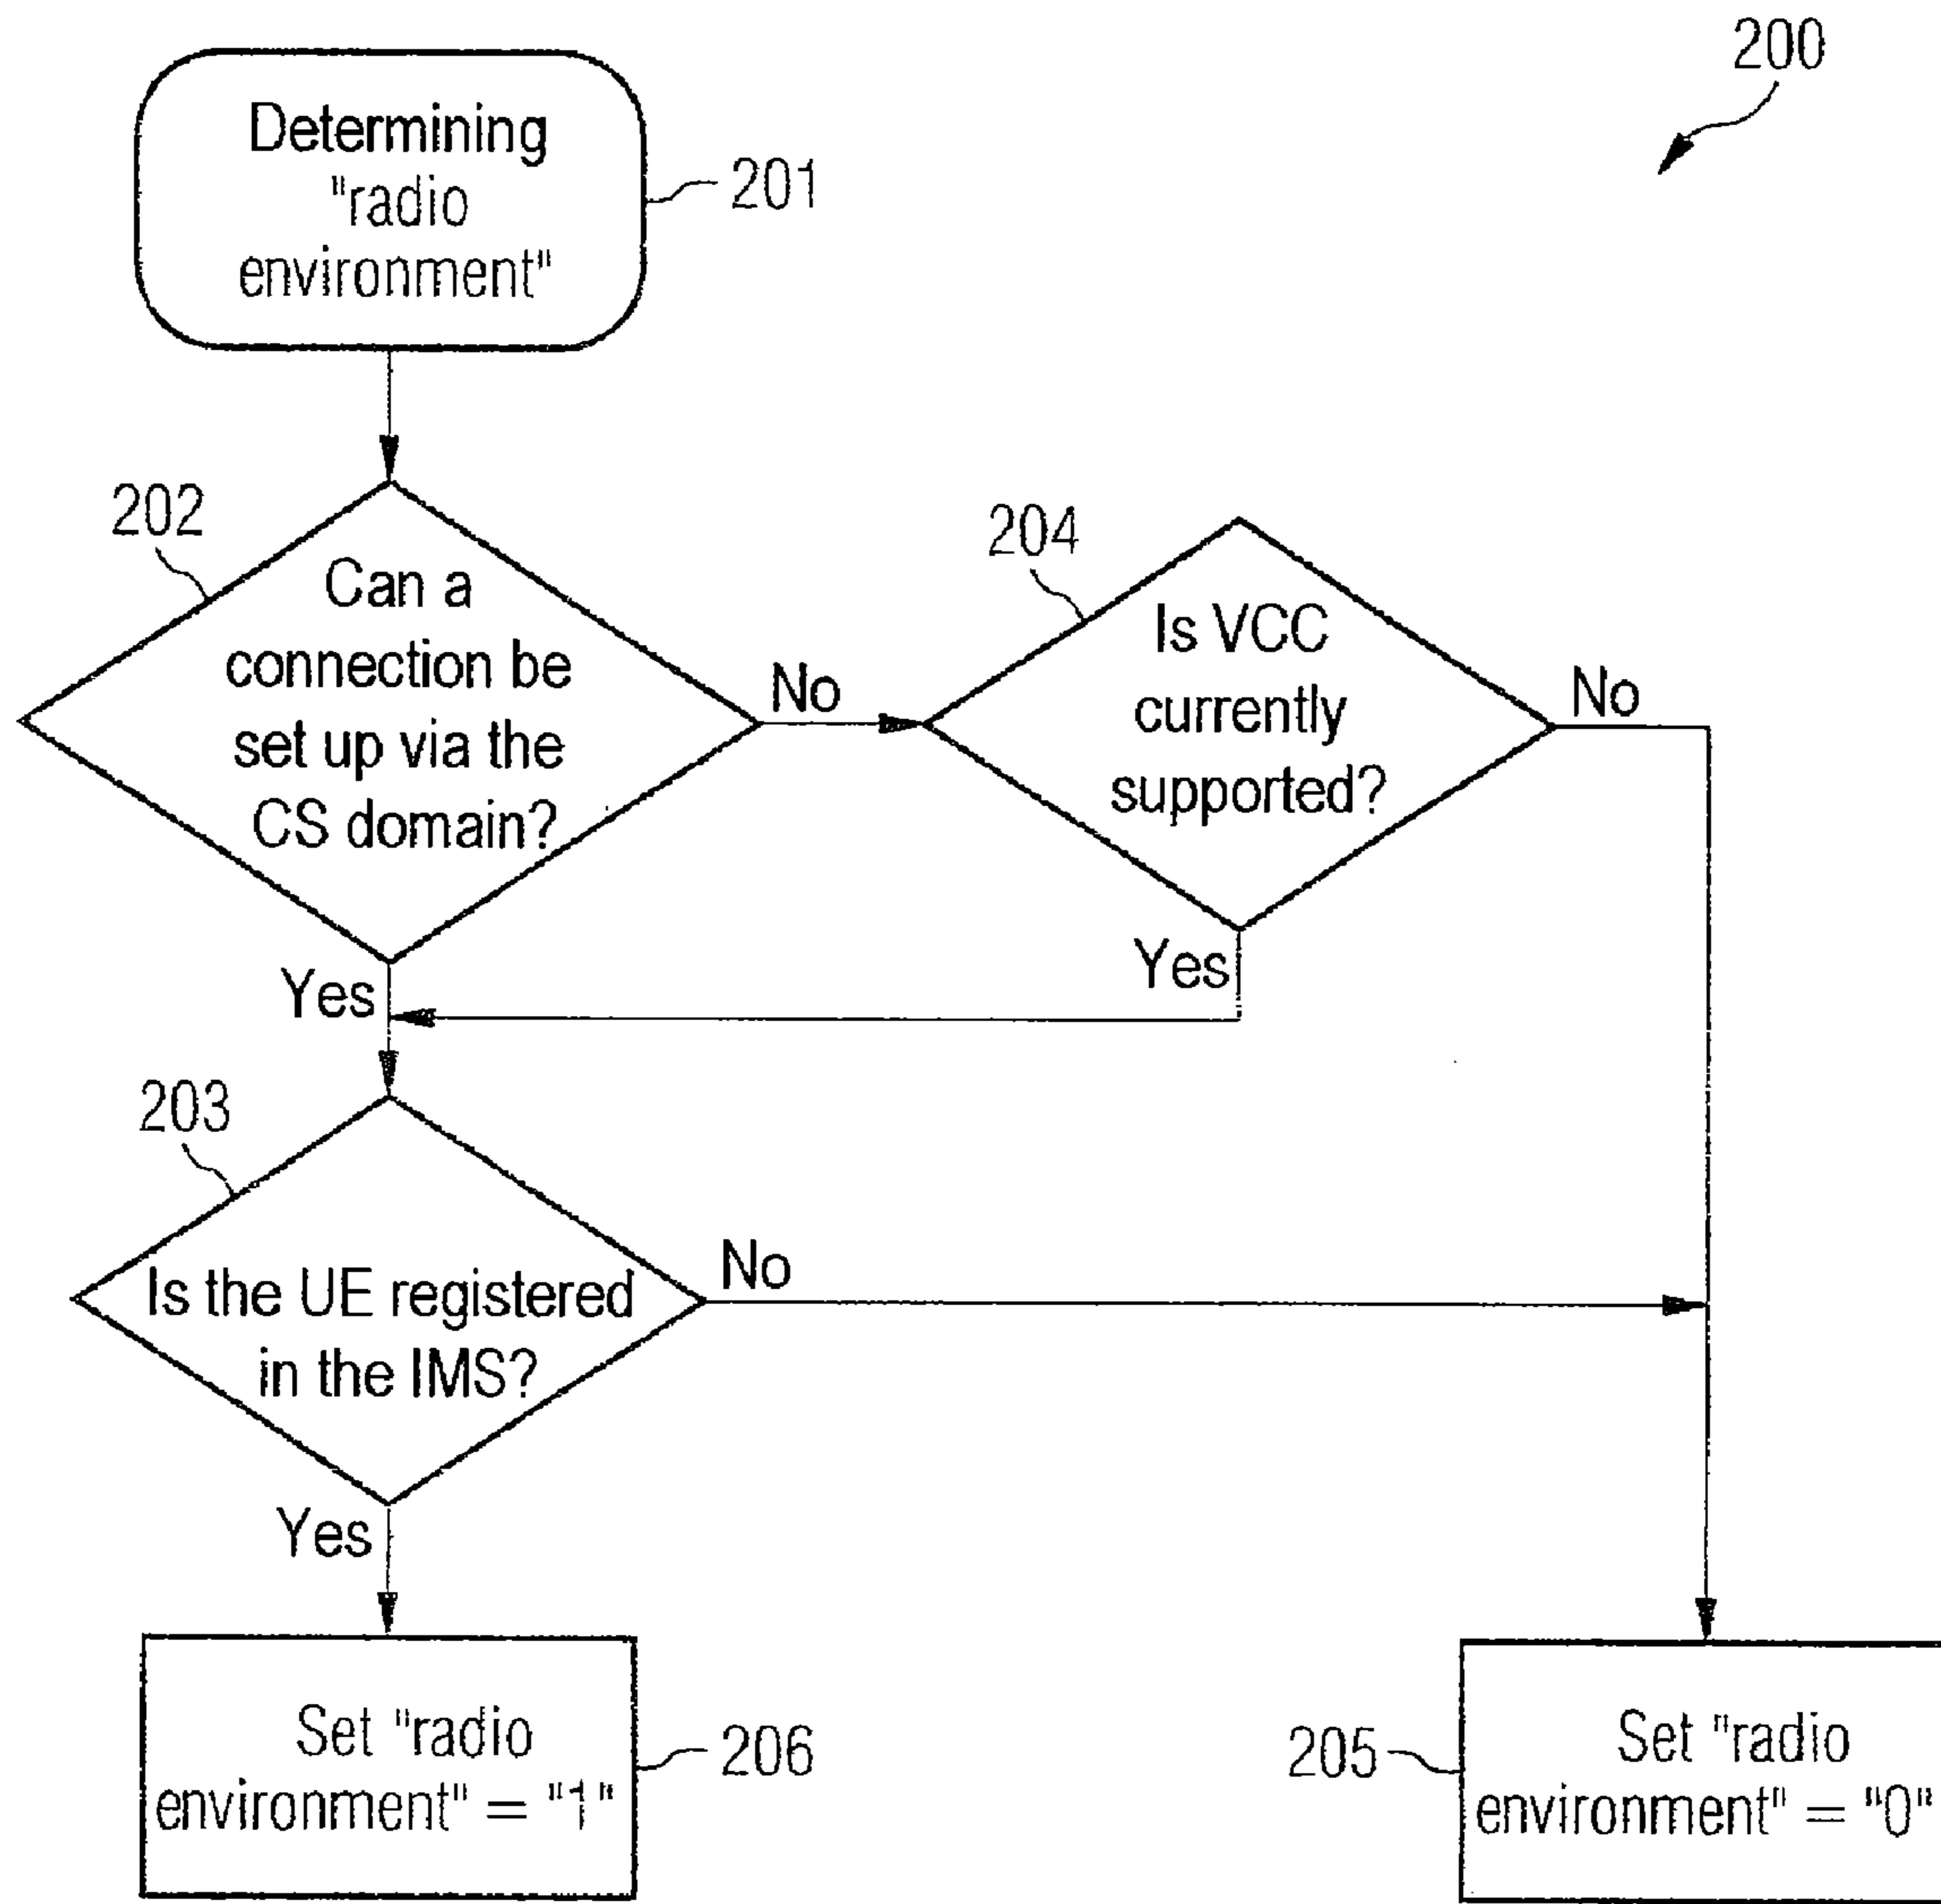 200
Determining
"radio
environment"
201
202
Can a
connection be
set up via the
CS domain?
No
204
Is VCC
currently
supported?
No
Yes
Yes
203
Is the UE registered
in the IMS?
No
Yes
Set "radio
environment" = "1"
206
205
Set "radio
environment" = "0"